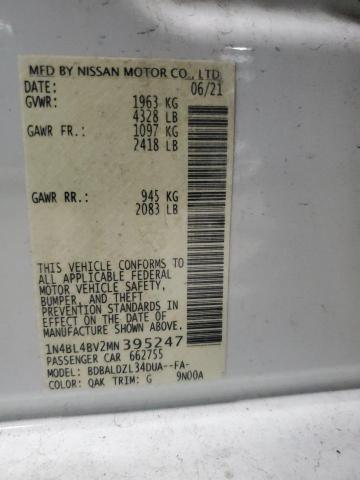 MFD BY NISSAN MOTOR CO., LTD
DATE: 06/21
GVWR: 1963 KG
4328 LB
GAWR FR.: 1097 KG
2418 LB
GAWR RR.: 945 KG
2083 LB
THIS VEHICLE CONFORMS TO
ALL APPLICABLE FEDERAL
MOTOR VEHICLE SAFETY,
BUMPER, AND THEFT
PREVENTION STANDARDS IN
EFFECT ON THE DATE OF
MANUFACTURE SHOWN ABOVE.
1N4BL4BV2MN395247
PASSENGER CAR 662755
MODEL: BDBALDZL34DUA--FA-
COLOR: QAK TRIM: G 9N00A